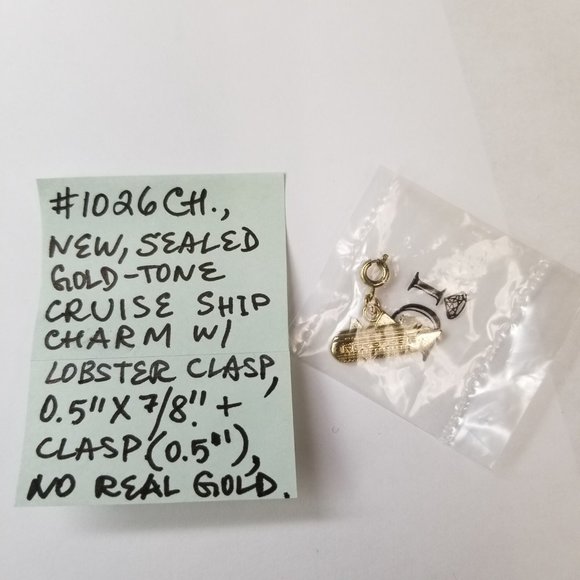 #1026CH.,
NEW, SEALED
GOLD-TONE
CRUISE SHIP
CHARM W/
LOBSTER CLASP,
0.5" X 7/8" +
CLASP (0.5"),
NO REAL GOLD.